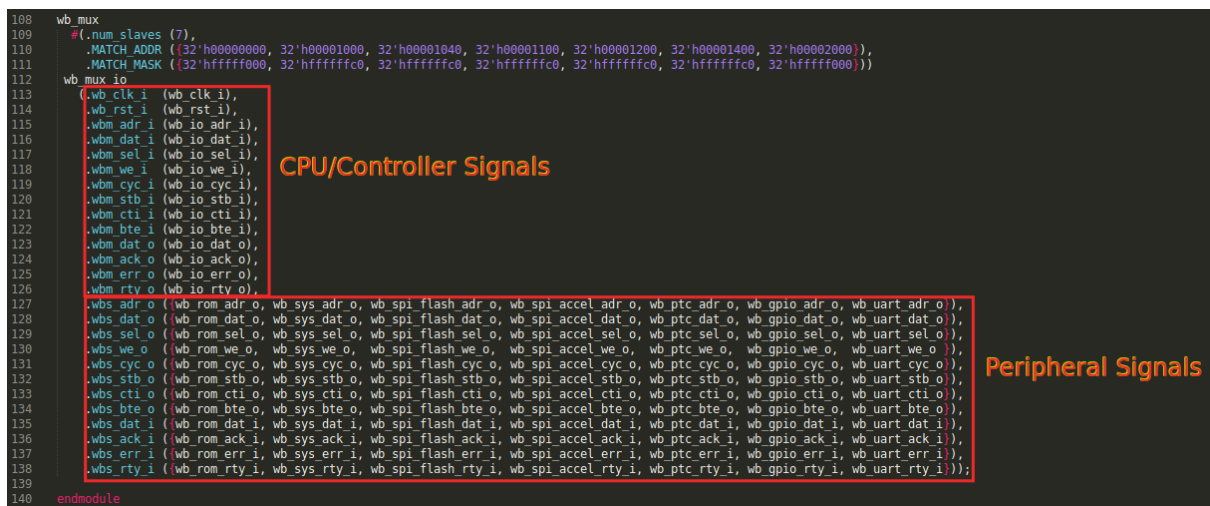 108 wb_mux
109 #(.num_slaves (7),
110 .MATCH_ADDR ({32'h00000000, 32'h00001000, 32'h00001040, 32'h00001100, 32'h00001200, 32'h00001400, 32'h00002000}),
111 .MATCH_MASK ({32'hfffff000, 32'hffffffc0, 32'hffffffc0, 32'hffffffc0, 32'hffffffc0, 32'hffffffc0, 32'hfffff000}))
112 wb_mux_io
113 (.wb_clk_i (wb_clk_i),
114 .wb_rst_i (wb_rst_i),
115 .wbm_adr_i (wb_io_adr_i),
116 .wbm_dat_i (wb_io_dat_i),
117 .wbm_sel_i (wb_io_sel_i),
118 .wbm_we_i (wb_io_we_i),
119 .wbm_cyc_i (wb_io_cyc_i),
120 .wbm_stb_i (wb_io_stb_i),
121 .wbm_cti_i (wb_io_cti_i),
122 .wbm_bte_i (wb_io_bte_i),
123 .wbm_dat_o (wb_io_dat_o),
124 .wbm_ack_o (wb_io_ack_o),
125 .wbm_err_o (wb_io_err_o),
126 .wbm_rty_o (wb_io_rty_o),
CPU/Controller Signals
127 .wbs_adr_o ({wb_rom_adr_o, wb_sys_adr_o, wb_spi_flash_adr_o, wb_spi_accel_adr_o, wb_ptc_adr_o, wb_gpio_adr_o, wb_uart_adr_o}),
128 .wbs_dat_o ({wb_rom_dat_o, wb_sys_dat_o, wb_spi_flash_dat_o, wb_spi_accel_dat_o, wb_ptc_dat_o, wb_gpio_dat_o, wb_uart_dat_o}),
129 .wbs_sel_o ({wb_rom_sel_o, wb_sys_sel_o, wb_spi_flash_sel_o, wb_spi_accel_sel_o, wb_ptc_sel_o, wb_gpio_sel_o, wb_uart_sel_o}),
130 .wbs_we_o ({wb_rom_we_o, wb_sys_we_o, wb_spi_flash_we_o, wb_spi_accel_we_o, wb_ptc_we_o, wb_gpio_we_o, wb_uart_we_o }),
131 .wbs_cyc_o ({wb_rom_cyc_o, wb_sys_cyc_o, wb_spi_flash_cyc_o, wb_spi_accel_cyc_o, wb_ptc_cyc_o, wb_gpio_cyc_o, wb_uart_cyc_o}),
132 .wbs_stb_o ({wb_rom_stb_o, wb_sys_stb_o, wb_spi_flash_stb_o, wb_spi_accel_stb_o, wb_ptc_stb_o, wb_gpio_stb_o, wb_uart_stb_o}),
133 .wbs_cti_o ({wb_rom_cti_o, wb_sys_cti_o, wb_spi_flash_cti_o, wb_spi_accel_cti_o, wb_ptc_cti_o, wb_gpio_cti_o, wb_uart_cti_o}),
134 .wbs_bte_o ({wb_rom_bte_o, wb_sys_bte_o, wb_spi_flash_bte_o, wb_spi_accel_bte_o, wb_ptc_bte_o, wb_gpio_bte_o, wb_uart_bte_o}),
135 .wbs_dat_i ({wb_rom_dat_i, wb_sys_dat_i, wb_spi_flash_dat_i, wb_spi_accel_dat_i, wb_ptc_dat_i, wb_gpio_dat_i, wb_uart_dat_i}),
136 .wbs_ack_i ({wb_rom_ack_i, wb_sys_ack_i, wb_spi_flash_ack_i, wb_spi_accel_ack_i, wb_ptc_ack_i, wb_gpio_ack_i, wb_uart_ack_i}),
137 .wbs_err_i ({wb_rom_err_i, wb_sys_err_i, wb_spi_flash_err_i, wb_spi_accel_err_i, wb_ptc_err_i, wb_gpio_err_i, wb_uart_err_i}),
138 .wbs_rty_i ({wb_rom_rty_i, wb_sys_rty_i, wb_spi_flash_rty_i, wb_spi_accel_rty_i, wb_ptc_rty_i, wb_gpio_rty_i, wb_uart_rty_i}));
Peripheral Signals
139
140 endmodule